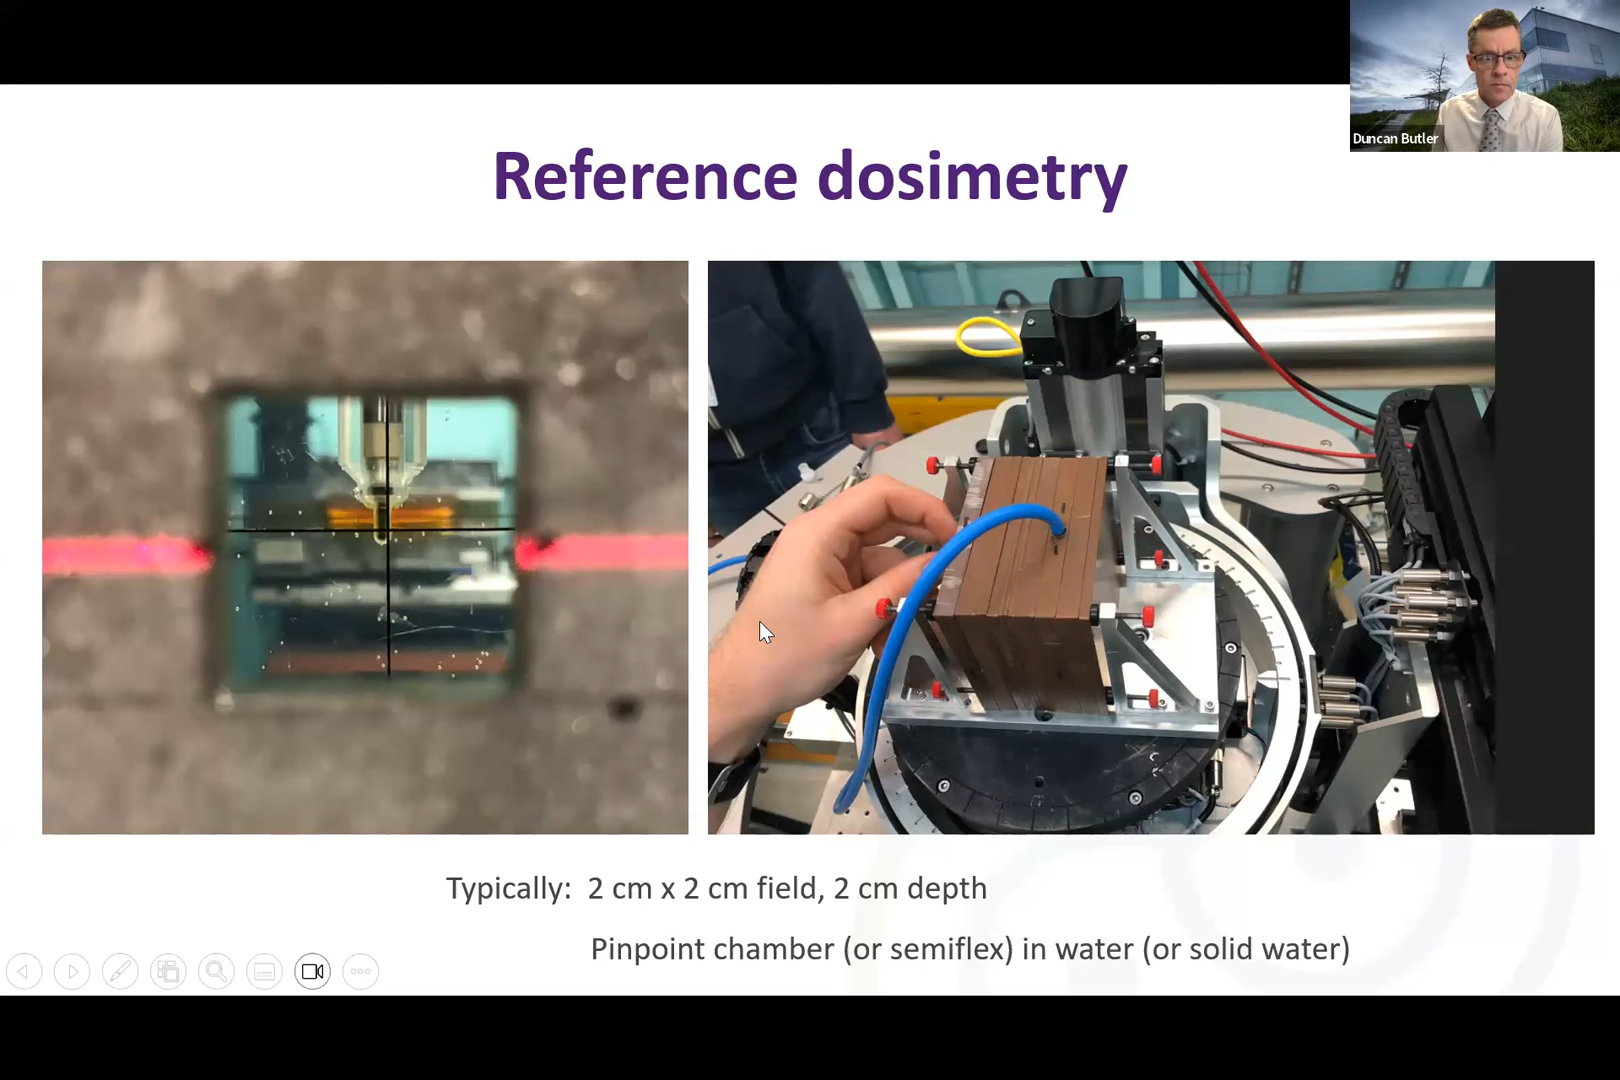 Duncan Butler
Reference dosimetry
Typically: 2 cm x 2 cm field, 2 cm depth
Pinpoint chamber (or semiflex) in water (or solid water)